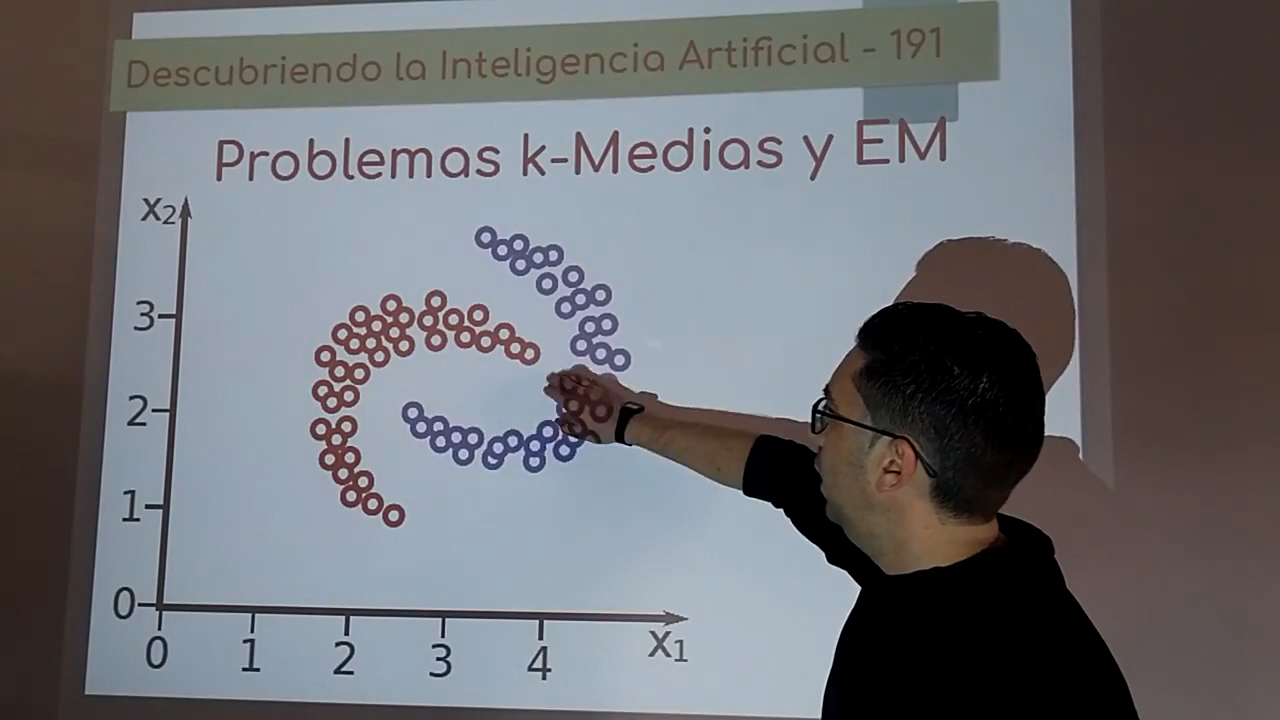 Descubriendo la Inteligencia Artificial - 191
Problemas k-Medias y EM
x2
3
2
1
0
0 1 2 3 4
x1